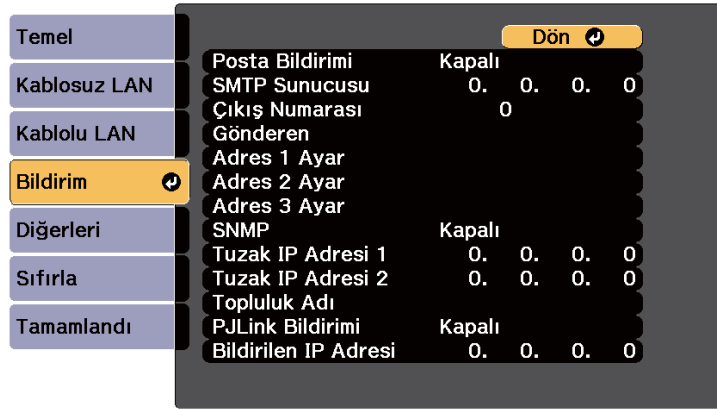 Temel
Kablosuz LAN
Kablolu LAN
Bildirim
Diğerleri
Sıfırla
Tamamlandı
Dön
Posta Bildirimi Kapalı
SMTP Sunucusu 0. 0. 0. 0
Çıkış Numarası 0
Gönderen
Adres 1 Ayar
Adres 2 Ayar
Adres 3 Ayar
SNMP Kapalı
Tuzak IP Adresi 1 0. 0. 0. 0
Tuzak IP Adresi 2 0. 0. 0. 0
Topluluk Adı
PJLink Bildirimi Kapalı
Bildirilen IP Adresi 0. 0. 0. 0